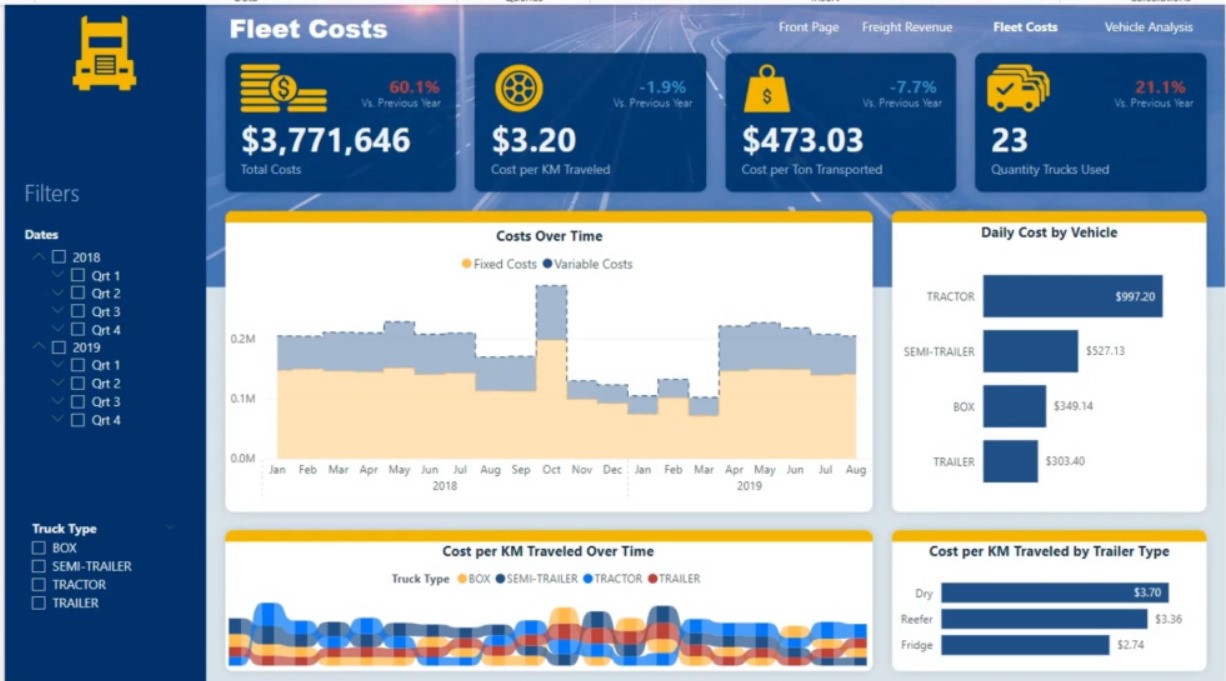 Fleet Costs
Front Page Freight Revenue Fleet Costs Vehicle Analysis
60.1%
Vs. Previous Year
$3,771,646
Total Costs
-1.9%
Vs. Previous Year
$3.20
Cost per KM Traveled
-7.7%
Vs. Previous Year
$
$473.03
Cost per Ton Transported
21.1%
Vs. Previous Year
23
Quantity Trucks Used
Filters
Dates
2018
Qrt 1
Qrt 2
Qrt 3
Qrt 4
2019
Qrt 1
Qrt 2
Qrt 3
Qrt 4
Truck Type
BOX
SEMI-TRAILER
TRACTOR
TRAILER
Costs Over Time
Fixed Costs Variable Costs
0.2M
0.1M
0.0M
Jan Feb Mar Apr May Jun Jul Aug Sep Oct Nov Dec Jan Feb Mar Apr May Jun Jul Aug
2018 2019
Daily Cost by Vehicle
TRACTOR $997.20
SEMI-TRAILER $527.13
BOX $349.14
TRAILER $303.40
Cost per KM Traveled Over Time
Truck Type BOX SEMI-TRAILER TRACTOR TRAILER
Cost per KM Traveled by Trailer Type
Dry $3.70
Reefer $3.36
Fridge $2.74